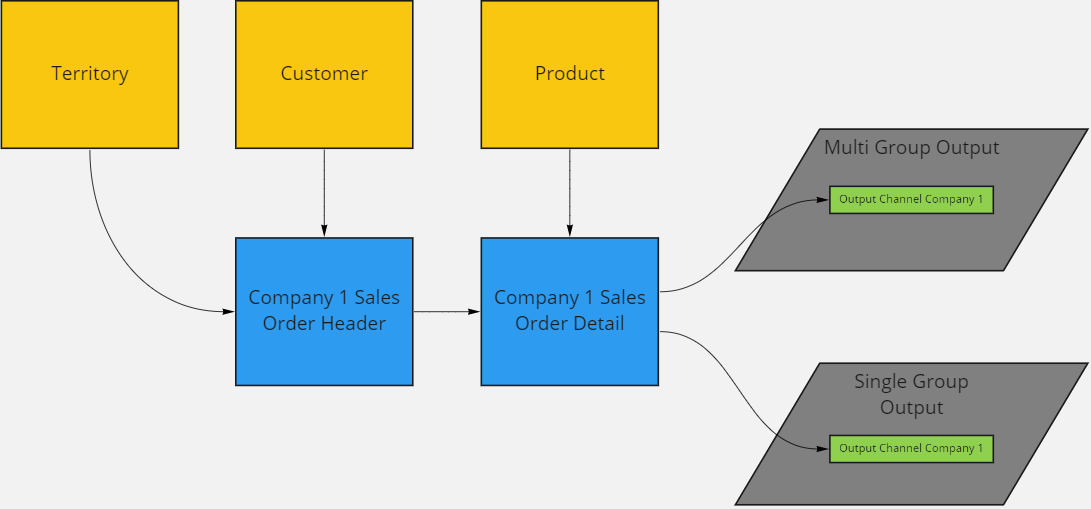 Territory
Customer
Product
Multi Group Output
Output Channel Company 1
Company 1 Sales
Order Header
Company 1 Sales
Order Detail
Single Group
Output
Output Channel Company 1